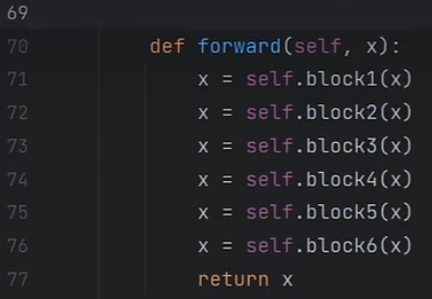 69
70 def forward(self, x):
71 x = self.block1(x)
72 x = self.block2(x)
73 x = self.block3(x)
74 x = self.block4(x)
75 x = self.block5(x)
76 x = self.block6(x)
77 return x